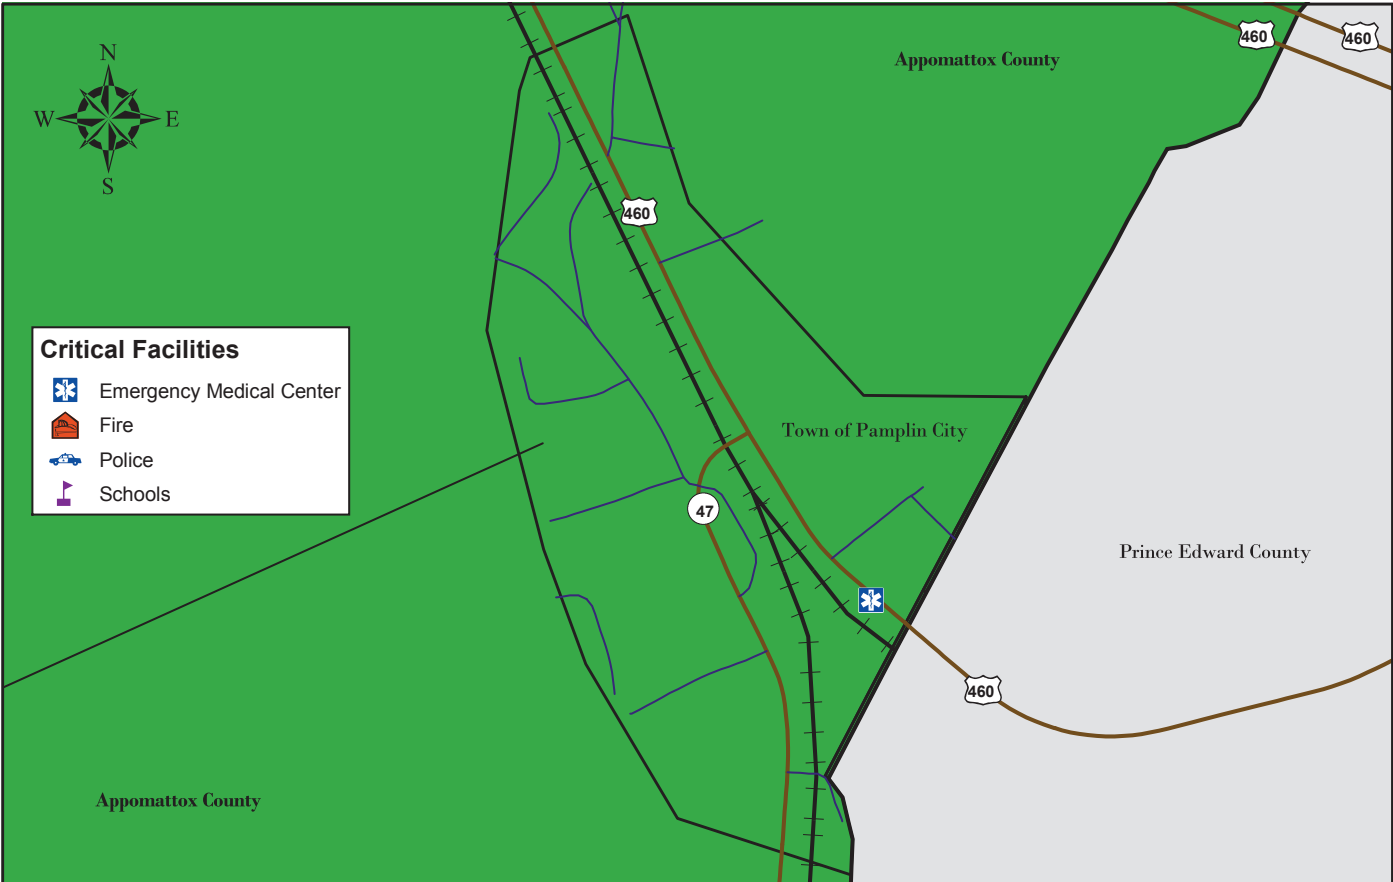 460
460
Appomattox County
N
W
E
S
460
Critical Facilities
Emergency Medical Center
Fire
Police
Schools
Town of Pamplin City
47
Prince Edward County
460
Appomattox County